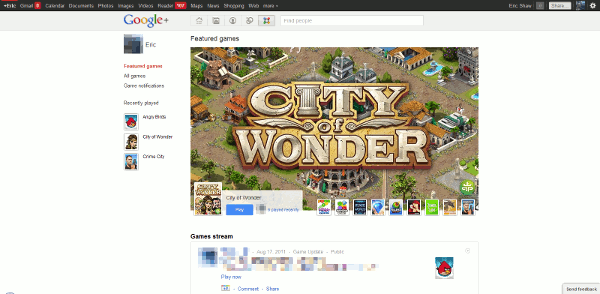 +Eric Gmail Calendar Documents Photos Images Videos Reader Maps News Shopping Web more Eric Shaw 0 Share...
Google+
Find people
Eric
Featured games
Featured games
All games
Game notifications
Recently played
Angry Birds
City of Wonder
Crime City
CITY
of
WONDER
City of Wonder
Play
Games stream
Aug 17, 2011 - Game Update - Public
Play now
+1 - Comment - Share
Send feedback